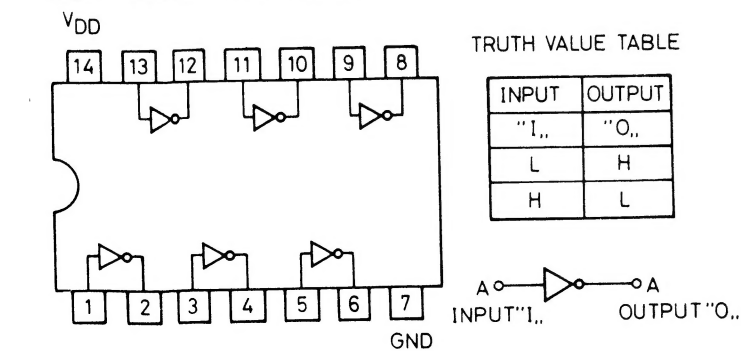 VDD
14 13 12 11 10 9 8
1 2 3 4 5 6 7
GND
TRUTH VALUE TABLE
INPUT OUTPUT
"I„ "O„
L H
H L
A A
INPUT"I„ OUTPUT"O„